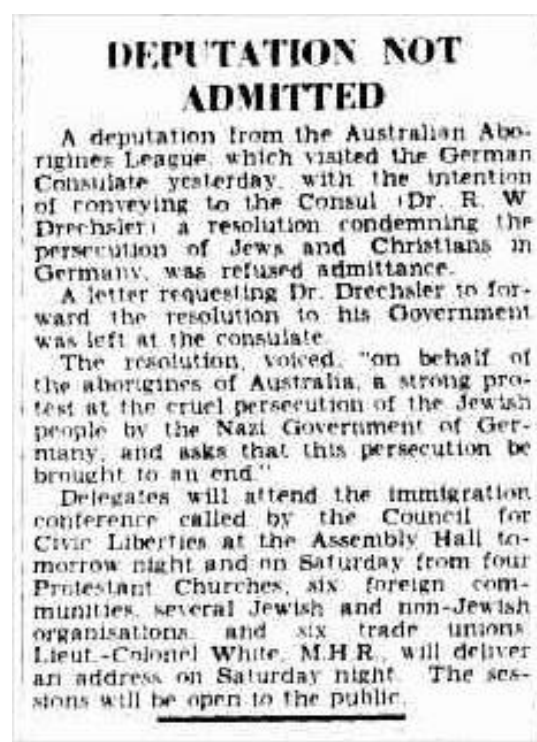 DEPUTATION NOT
ADMITTED
A deputation from the Australian Abo-
rigines League, which visited the German
Consulate yesterday, with the intention
of conveying to the Consul (Dr. R. W.
Drechsler) a resolution condemning the
persecution of Jews and Christians in
Germany, was refused admittance.
A letter requesting Dr. Drechsler to for-
ward the resolution to his Government
was left at the consulate.
The resolution, voiced, "on behalf of
the aborigines of Australia, a strong pro-
test at the cruel persecution of the Jewish
people by the Nazi Government of Ger-
many, and asks that this persecution be
brought to an end."
Delegates will attend the immigration
conference called by the Council for
Civic Liberties at the Assembly Hall to-
morrow night and on Saturday from four
Protestant Churches, six foreign com-
munities, several Jewish and non-Jewish
organisations, and six trade unions.
Lieut.-Colonel White, M.H.R., will deliver
an address on Saturday night. The ses-
sions will be open to the public.